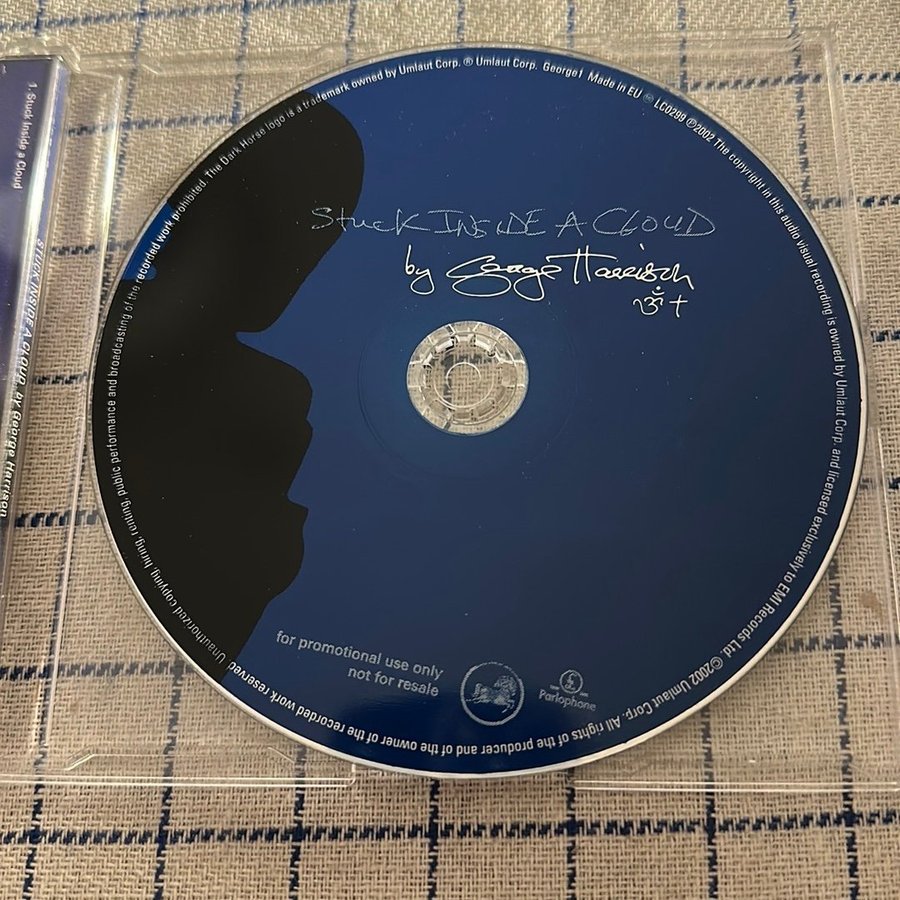 1. Stuck Inside a Cloud
STUCK INSIDE A CLOUD by George Harrison
STUCK INSIDE A CLOUD
by George Harrison
ॐ †
for promotional use only
not for resale
Parlophone
Unauthorized copying, hiring, renting, public performance and broadcasting of the recorded work prohibited. The Dark Horse logo is a trademark owned by Umlaut Corp. ® Umlaut Corp. George1 Made in EU LC0299 ℗2002 The copyright in this audio visual recording is owned by Umlaut Corp. and licensed exclusively to EMI Records Ltd. ©2002 Umlaut Corp. All rights of the producer and of the owner of the recorded work reserved.